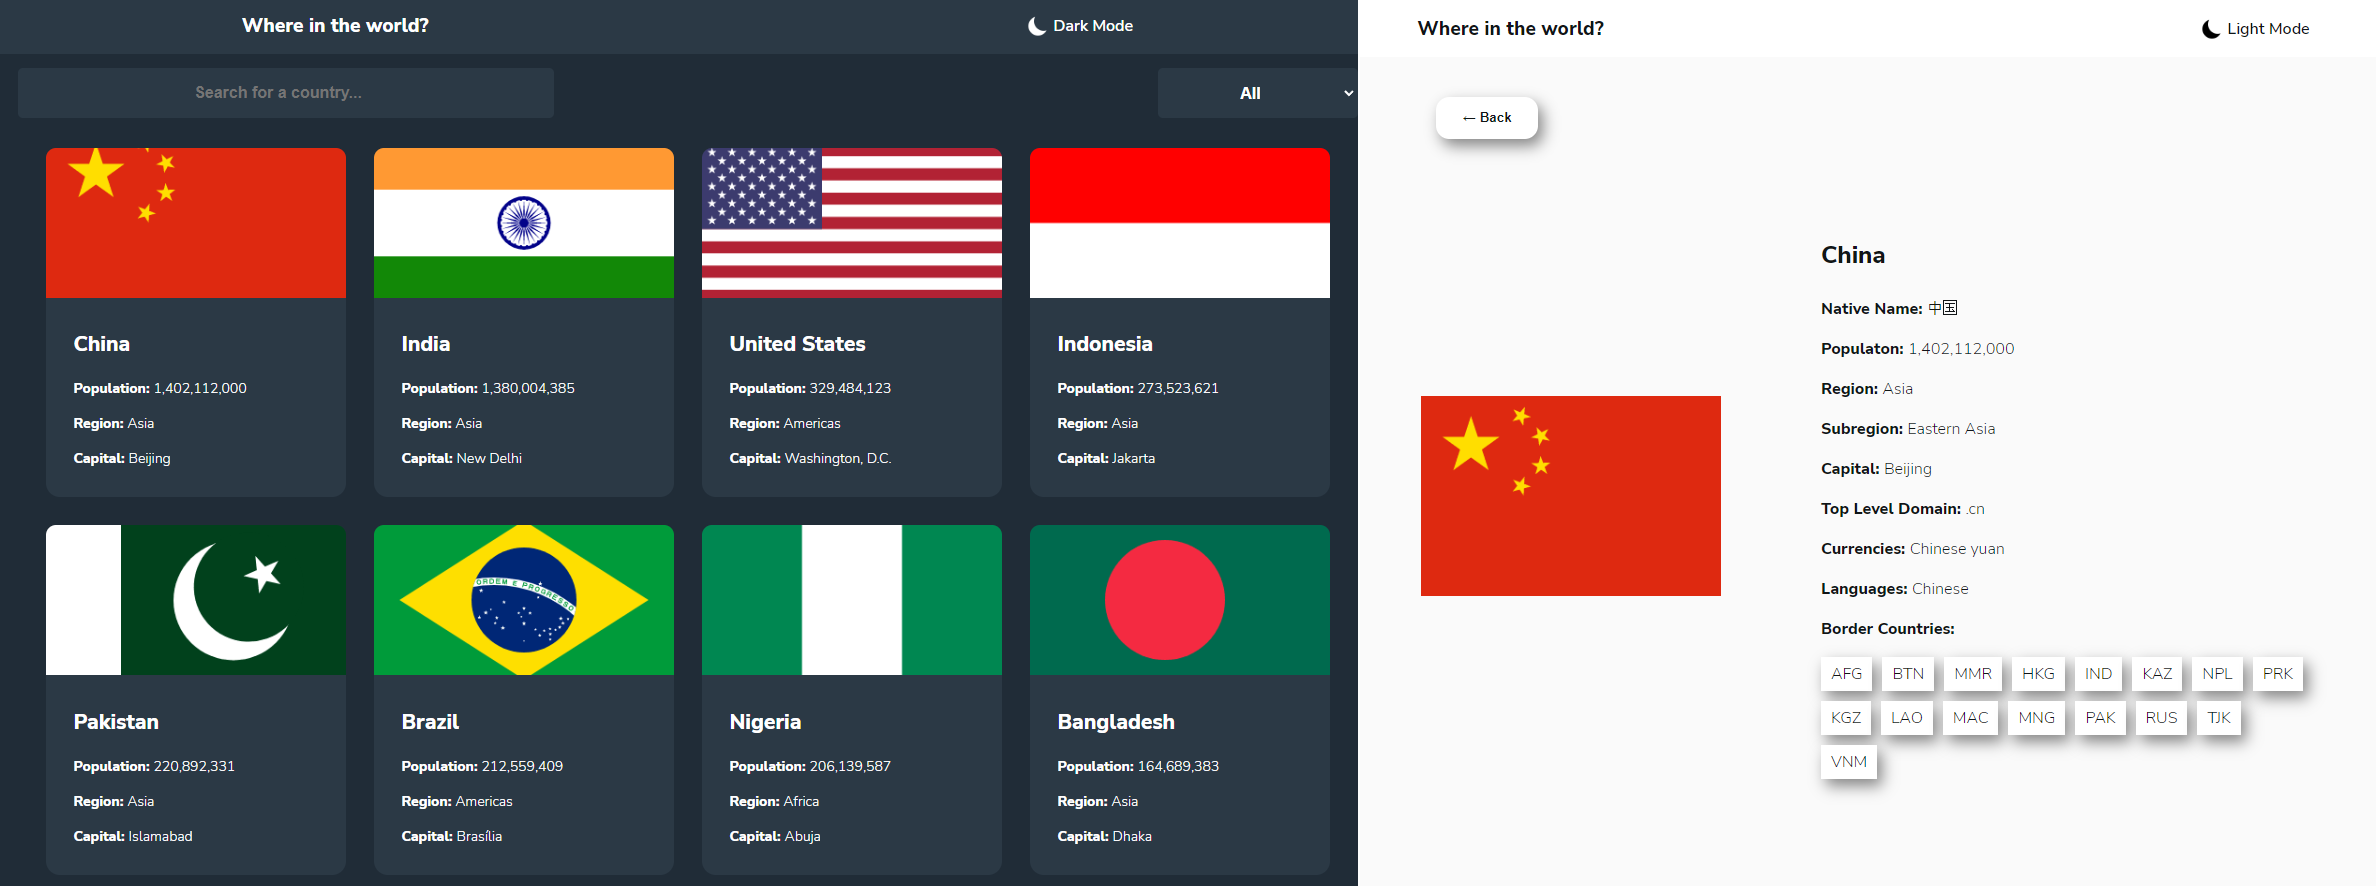 Where in the world?
Dark Mode
Search for a country...
All
China
Population: 1,402,112,000
Region: Asia
Capital: Beijing
India
Population: 1,380,004,385
Region: Asia
Capital: New Delhi
United States
Population: 329,484,123
Region: Americas
Capital: Washington, D.C.
Indonesia
Population: 273,523,621
Region: Asia
Capital: Jakarta
ORDEM E PROGRESSO
Pakistan
Population: 220,892,331
Region: Asia
Capital: Islamabad
Brazil
Population: 212,559,409
Region: Americas
Capital: Brasília
Nigeria
Population: 206,139,587
Region: Africa
Capital: Abuja
Bangladesh
Population: 164,689,383
Region: Asia
Capital: Dhaka
Where in the world?
Light Mode
← Back
China
Native Name: 中国
Populaton: 1,402,112,000
Region: Asia
Subregion: Eastern Asia
Capital: Beijing
Top Level Domain: .cn
Currencies: Chinese yuan
Languages: Chinese
Border Countries:
AFG BTN MMR HKG IND KAZ NPL PRK
KGZ LAO MAC MNG PAK RUS TJK
VNM